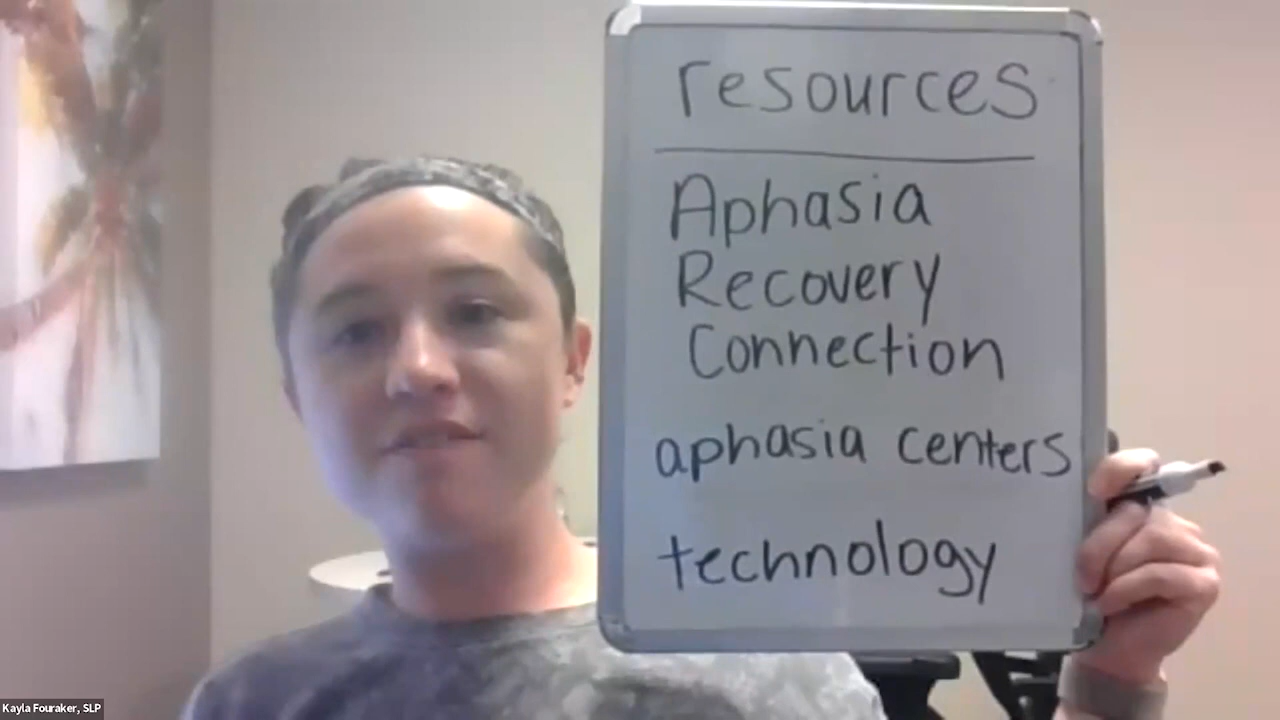 resources
Aphasia
Recovery
Connection
aphasia centers
technology
Kayla Fouraker, SLP